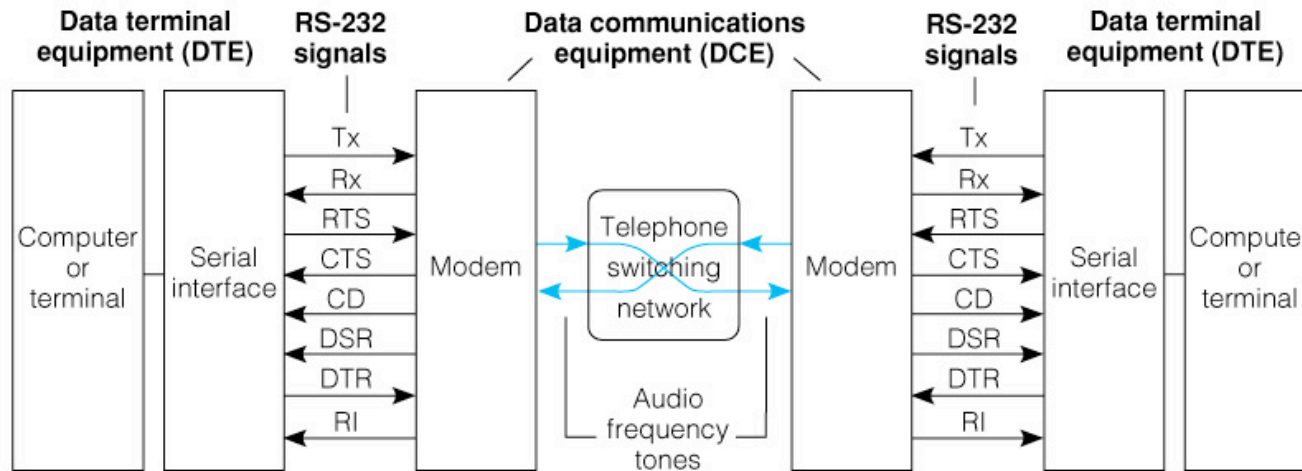 Data terminal
equipment (DTE)
RS-232
signals
Data communications
equipment (DCE)
RS-232
signals
Data terminal
equipment (DTE)
Computer
or
terminal
Serial
interface
Tx
Rx
RTS
CTS
CD
DSR
DTR
RI
Modem
Telephone
switching
network
Audio
frequency
tones
Modem
Tx
Rx
RTS
CTS
CD
DSR
DTR
RI
Serial
interface
Compute
or
terminal